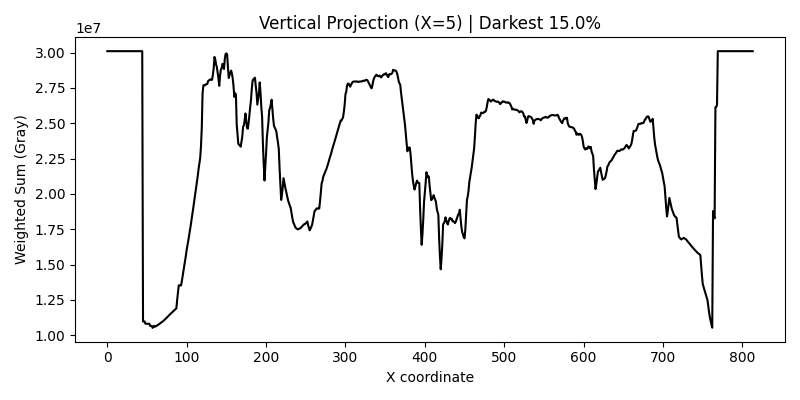 Vertical Projection (X=5) | Darkest 15.0%
1e7
3.00
2.75
2.50
2.25
2.00
1.75
1.50
1.25
1.00
Weighted Sum (Gray)
0 100 200 300 400 500 600 700 800
X coordinate